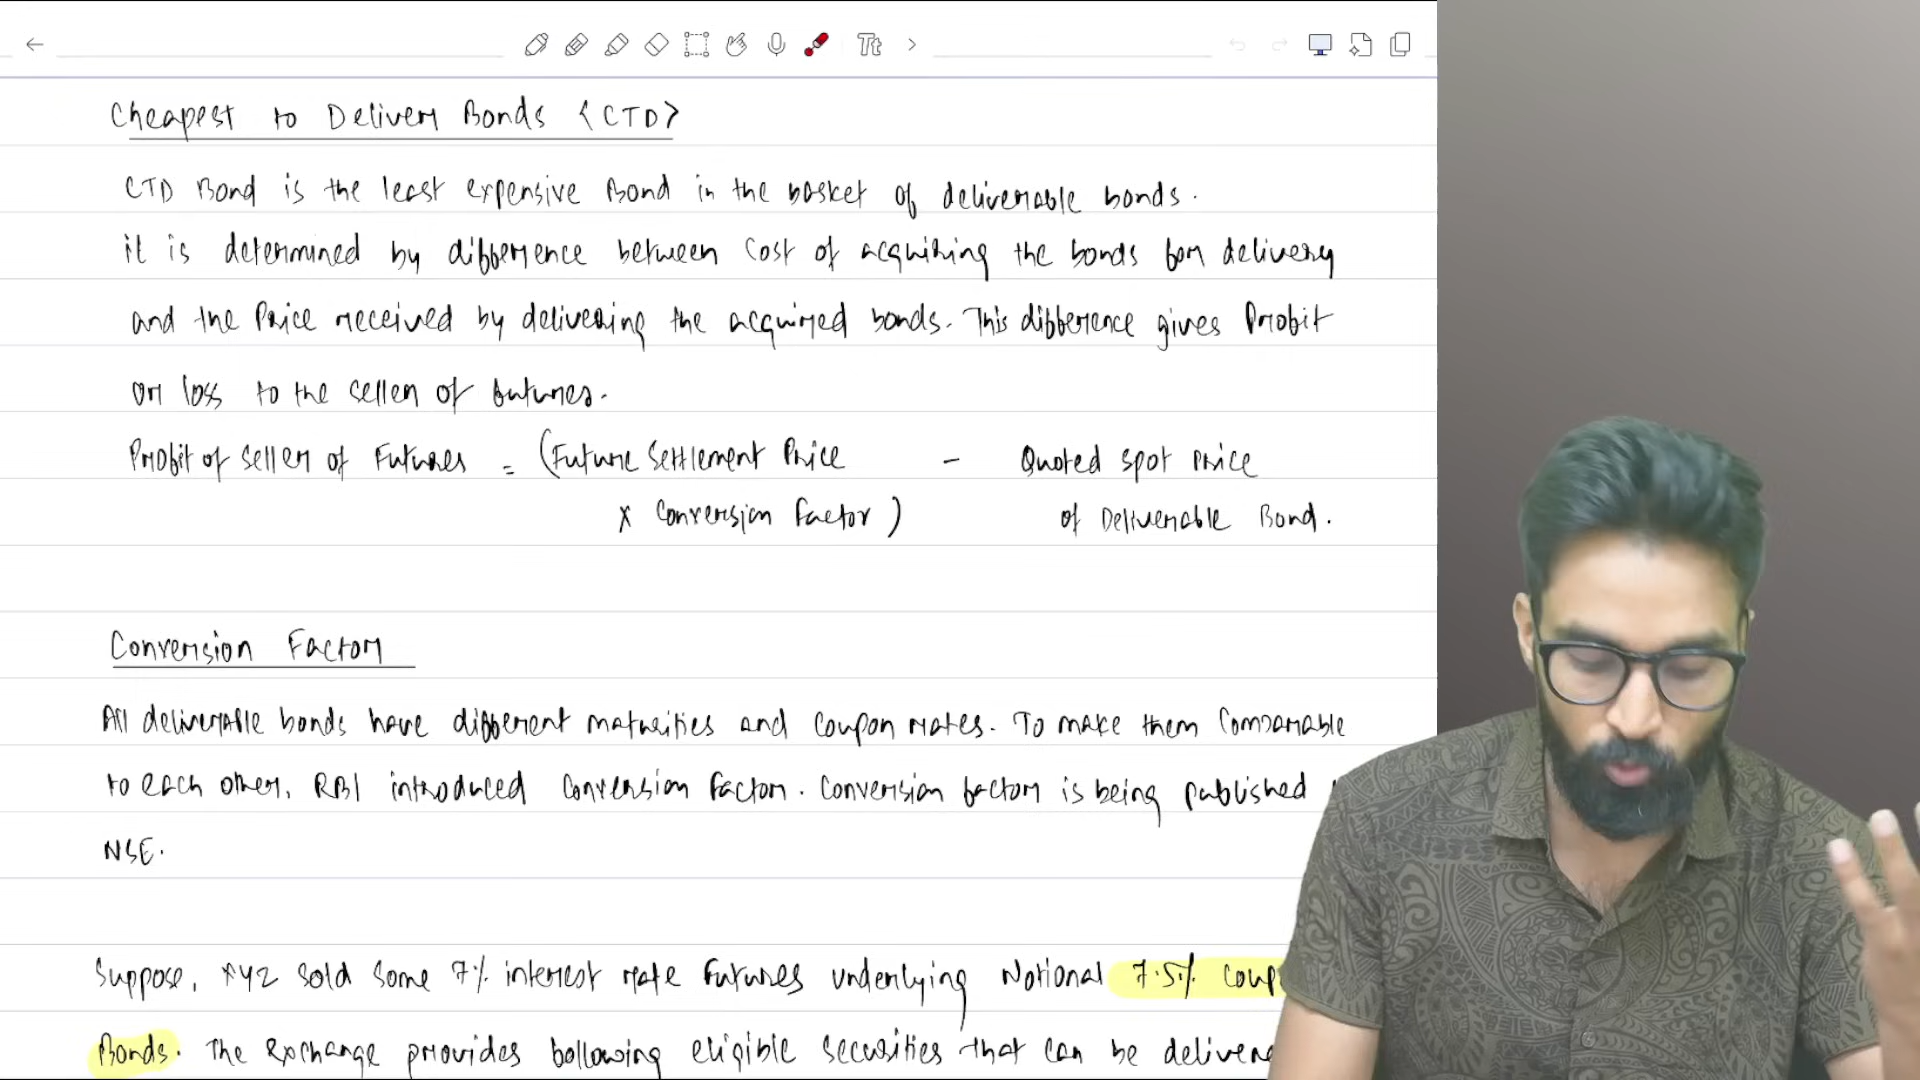 Cheapest to Deliver Bonds <CTD>
CTD Bond is the least expensive Bond in the basket of deliverable bonds.
it is determined by difference between cost of acquiring the bonds for delivery
and the Price received by delivering the acquired bonds. This difference gives Profit
or loss to the seller of futures.
Profit of seller of Futures = (Future Settlement Price - Quoted spot price
x Conversion Factor) of Deliverable Bond.
Conversion Factor
All deliverable bonds have different maturities and coupon rates. To make them Comparable
to each other, RBI introduced Conversion factor. Conversion factor is being published
NSE.
Suppose, XYZ sold some 7% interest rate Futures underlying Notional 7.5%
Bonds. The Exchange provides following eligible securities that can be
Tt